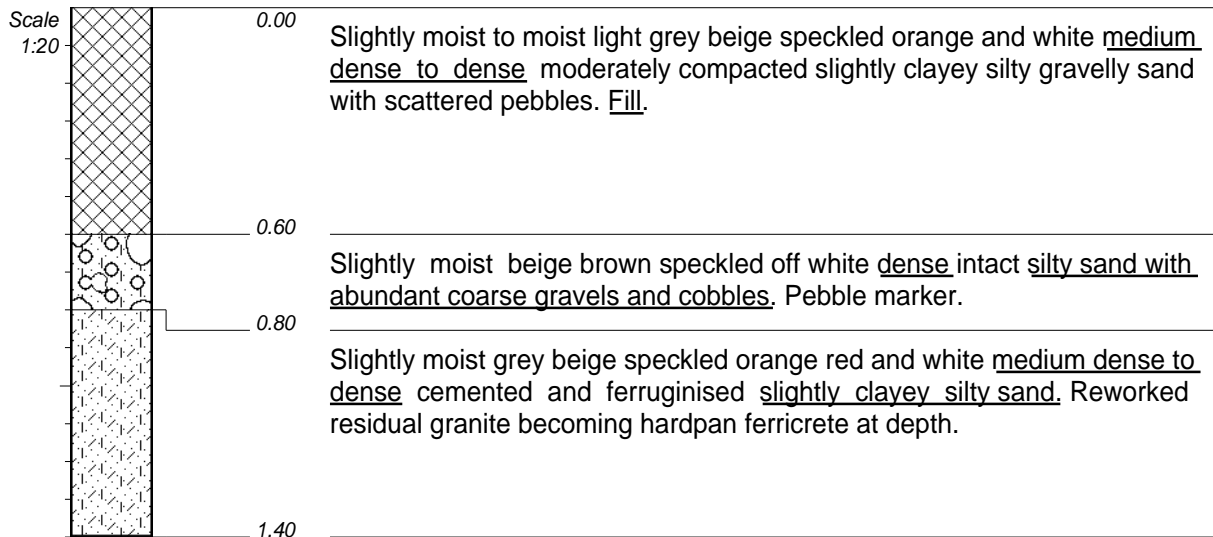 Scale
1:20
0.00
Slightly moist to moist light grey beige speckled orange and white medium
dense to dense moderately compacted slightly clayey silty gravelly sand
with scattered pebbles. Fill.
0.60
Slightly moist beige brown speckled off white dense intact silty sand with
abundant coarse gravels and cobbles. Pebble marker.
0.80
Slightly moist grey beige speckled orange red and white medium dense to
dense cemented and ferruginised slightly clayey silty sand. Reworked
residual granite becoming hardpan ferricrete at depth.
1.40